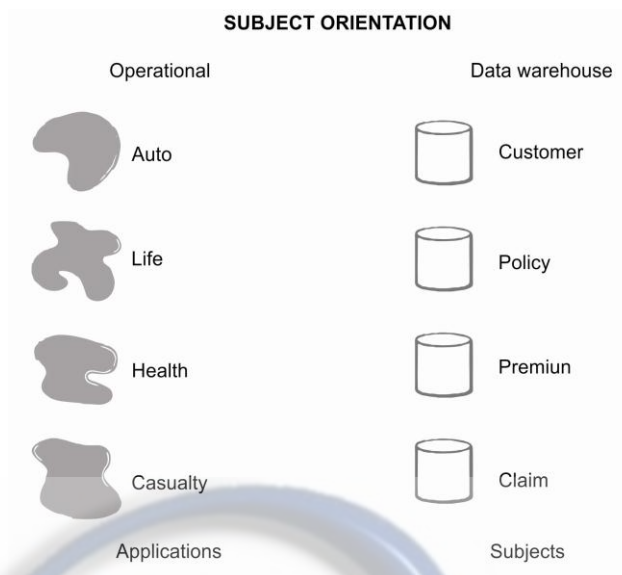 SUBJECT ORIENTATION
Operational Data warehouse
Auto Customer
Life Policy
Health Premiun
Casualty Claim
Applications Subjects